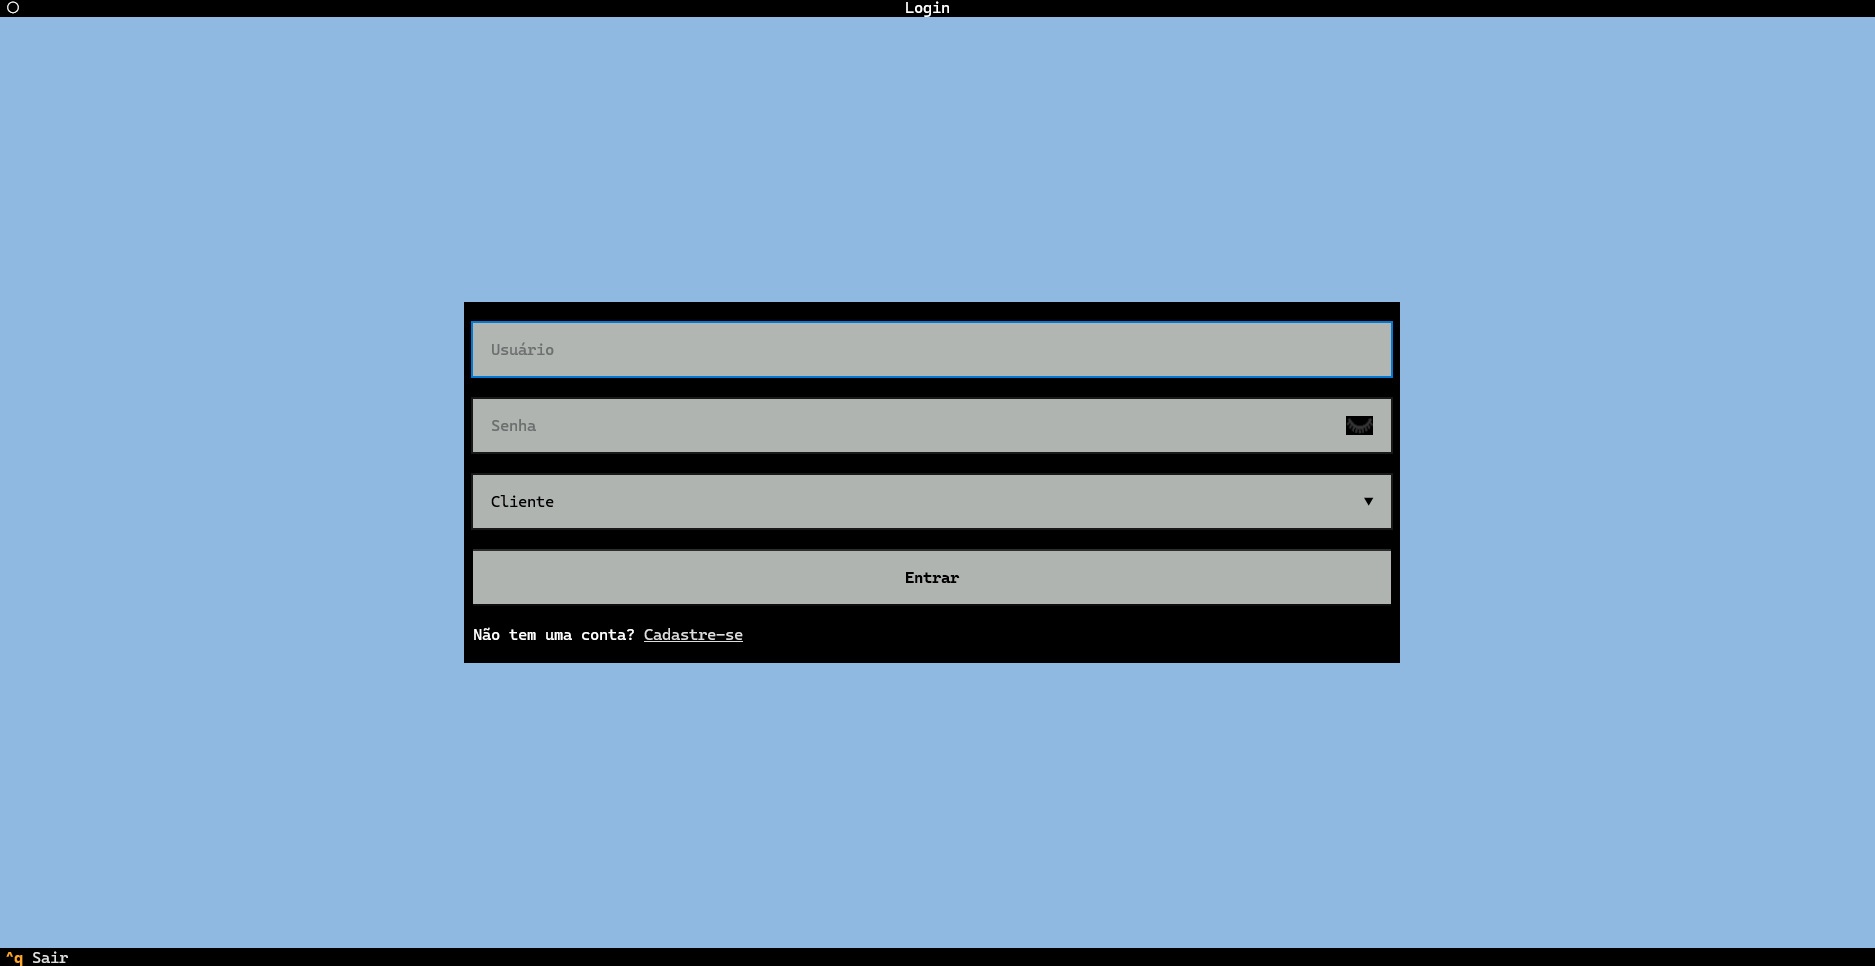 Login
Usuário
Senha
Cliente ▼
Entrar
Não tem uma conta? Cadastre-se
^q Sair